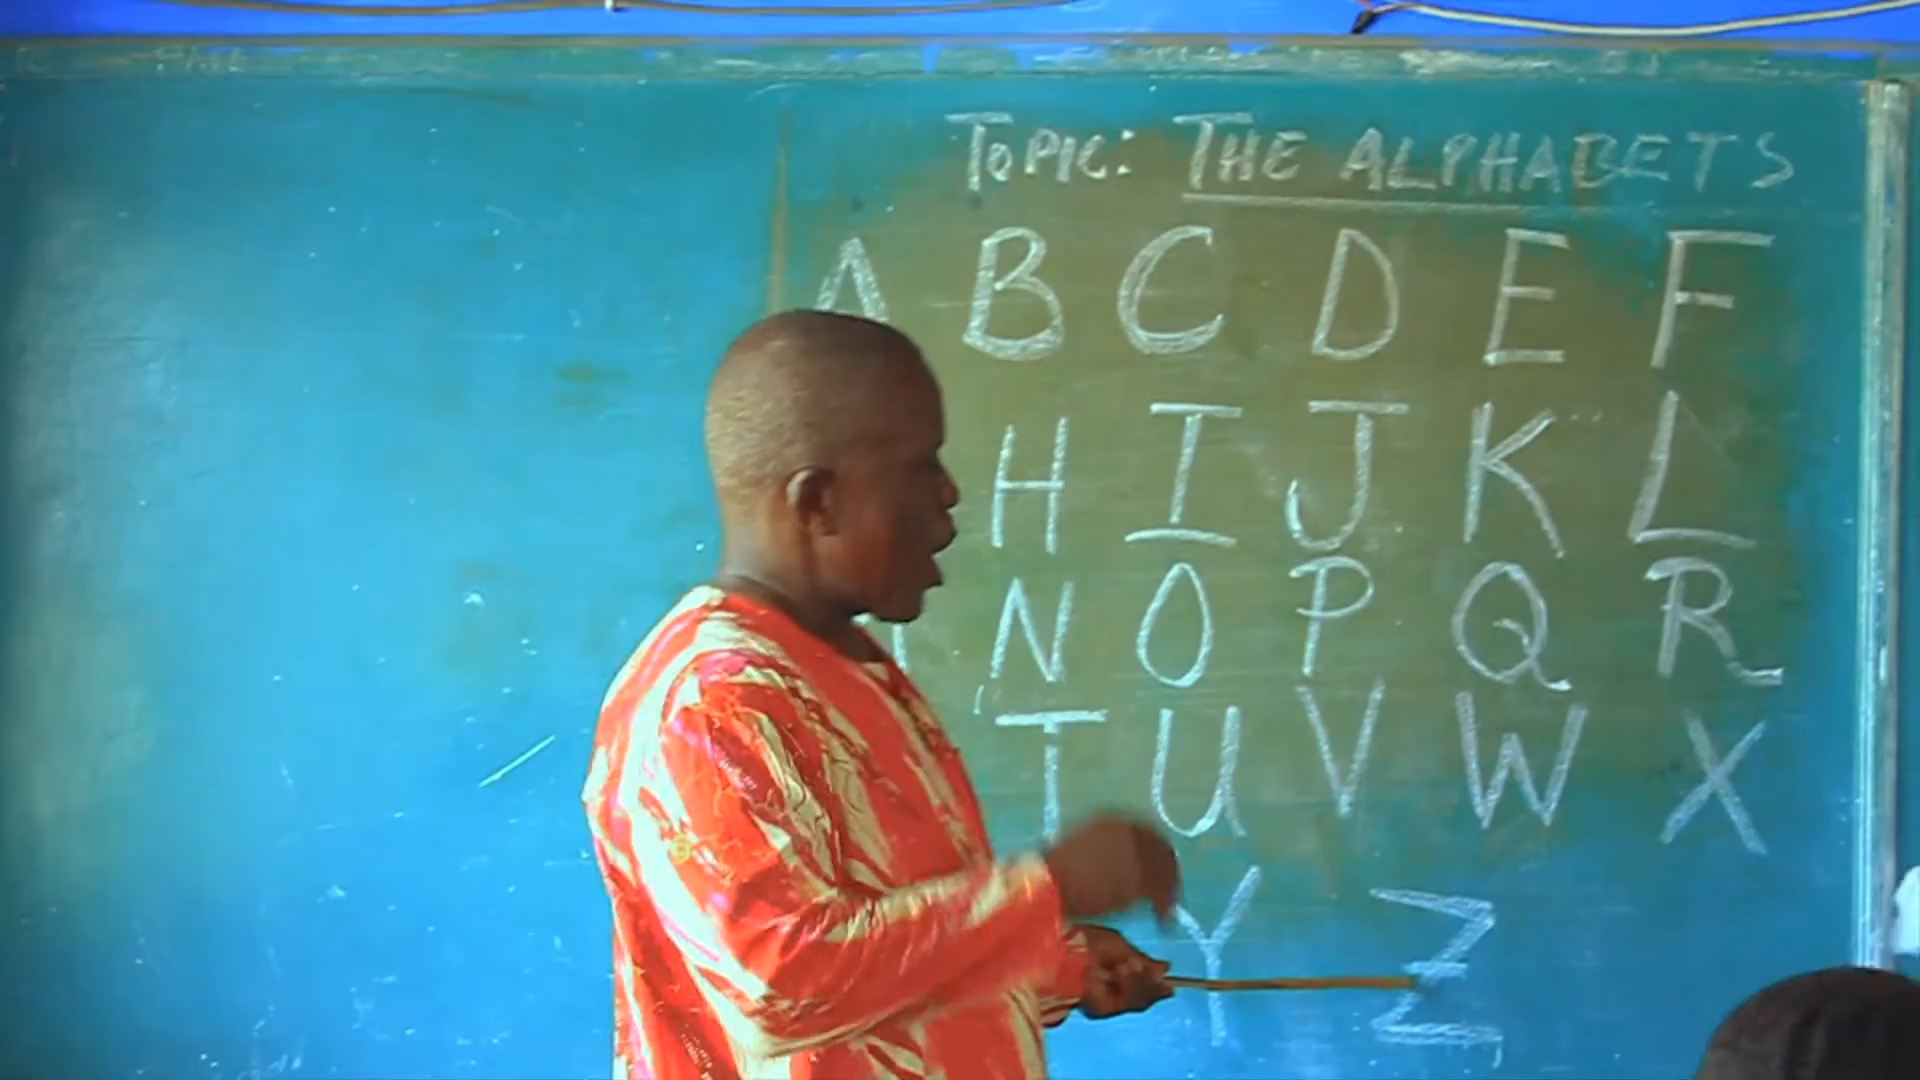 TOPIC: THE ALPHABETS
A B C D E F
H I J K L
N O P Q R
T U V W X
Y Z